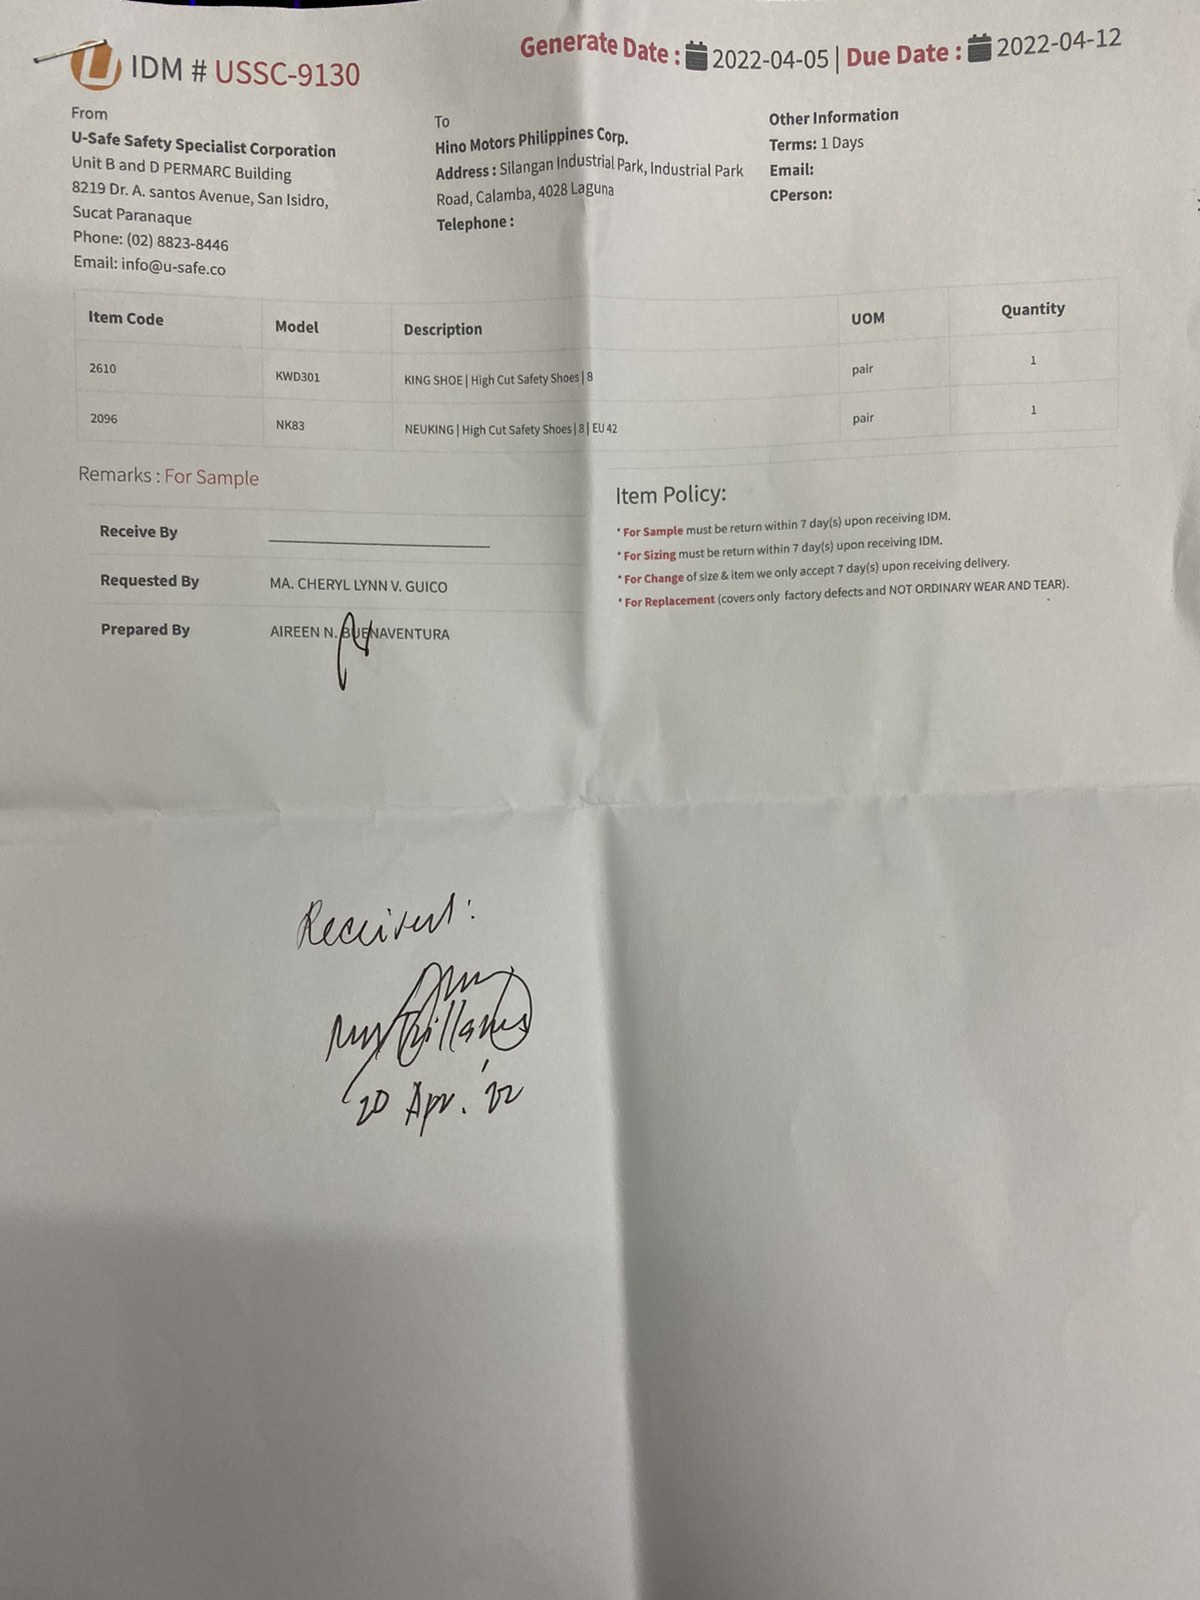 IDM # USSC-9130
Generate Date : 2022-04-05 | Due Date : 2022-04-12
From
U-Safe Safety Specialist Corporation
Unit B and D PERMARC Building
8219 Dr. A. santos Avenue, San Isidro,
Sucat Paranaque
Phone: (02) 8823-8446
Email: info@u-safe.co
To
Hino Motors Philippines Corp.
Address : Silangan Industrial Park, Industrial Park
Road, Calamba, 4028 Laguna
Telephone :
Other Information
Terms: 1 Days
Email:
CPerson:
Item Code Model Description UOM Quantity
2610 KWD301 KING SHOE | High Cut Safety Shoes | 8 pair 1
2096 NK83 NEUKING | High Cut Safety Shoes | 8 | EU 42 pair 1
Remarks : For Sample
Receive By
Requested By MA. CHERYL LYNN V. GUICO
Prepared By AIREEN N. BUENAVENTURA
Item Policy:
* For Sample must be return within 7 day(s) upon receiving IDM.
* For Sizing must be return within 7 day(s) upon receiving IDM.
* For Change of size & item we only accept 7 day(s) upon receiving delivery.
* For Replacement (covers only factory defects and NOT ORDINARY WEAR AND TEAR).
Received:
20 Apr. '22